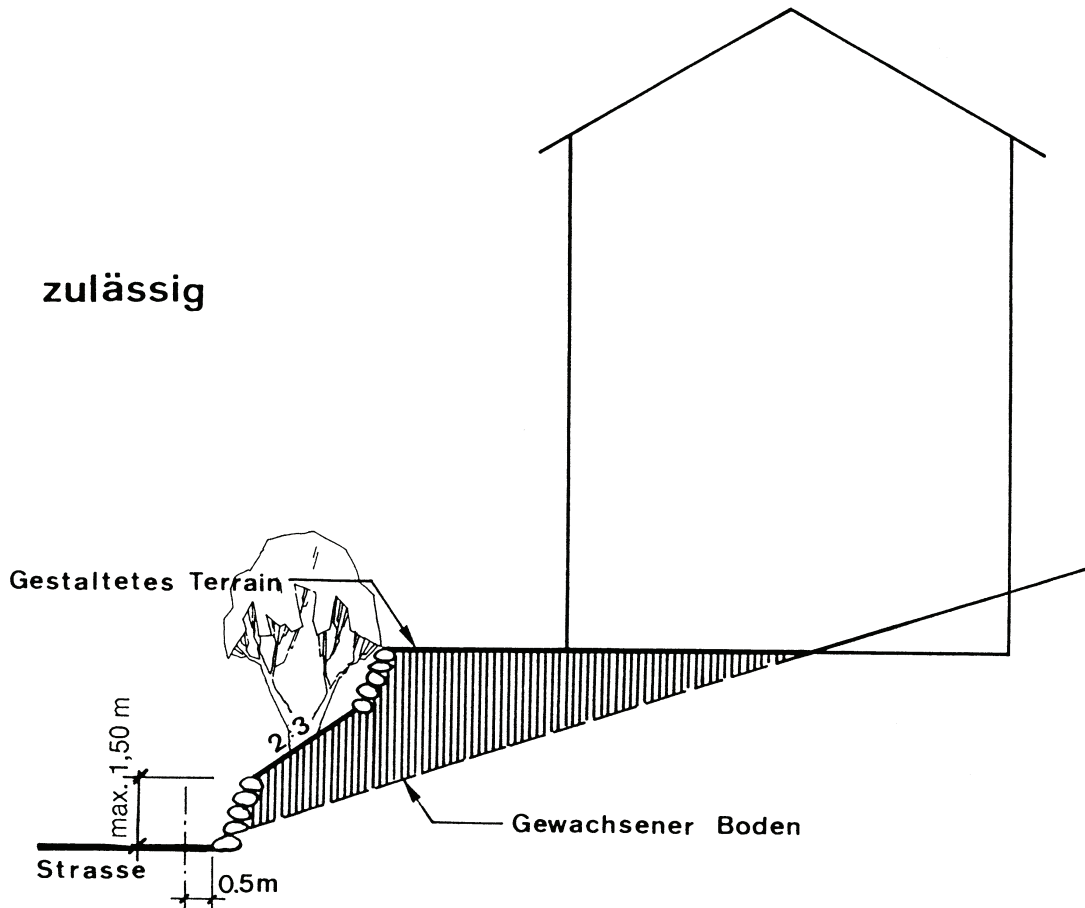 zulässig
Gestaltetes Terrain
2:3
max. 1,50 m
Gewachsener Boden
Strasse
0.5m